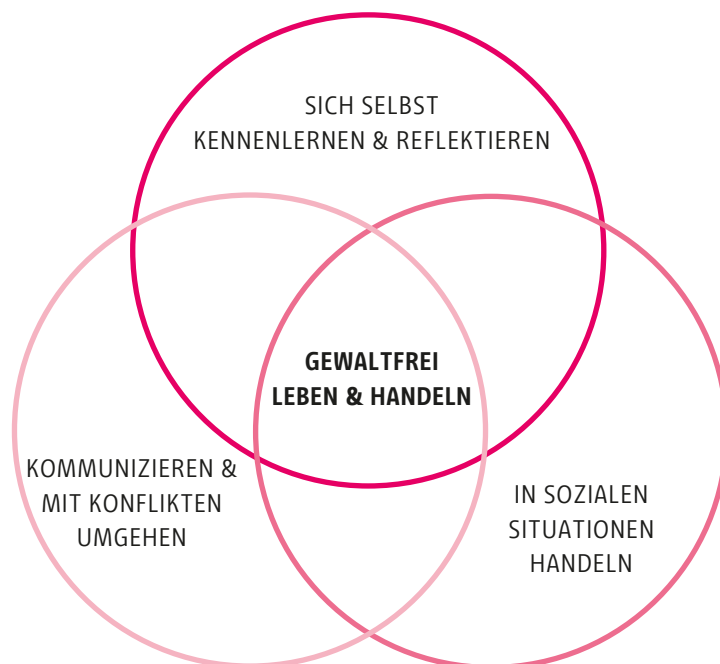 SICH SELBST
KENNENLERNEN & REFLEKTIEREN
GEWALTFREI
LEBEN & HANDELN
KOMMUNIZIEREN &
MIT KONFLIKTEN
UMGEHEN
IN SOZIALEN
SITUATIONEN
HANDELN